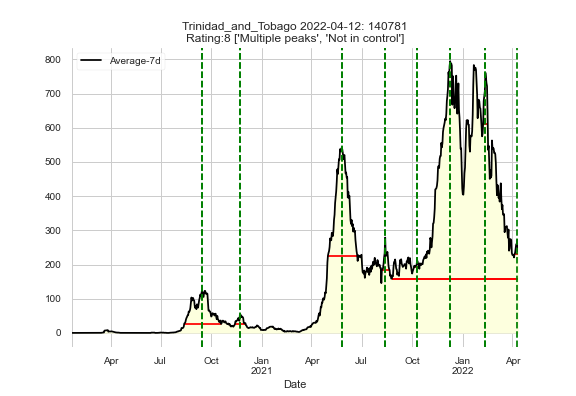 Trinidad_and_Tobago 2022-04-12: 140781
Rating:8 ['Multiple peaks', 'Not in control']
Average-7d
800
700
600
500
400
300
200
100
0
Apr
Jul
Oct
Jan
2021
Apr
Jul
Oct
Jan
2022
Apr
Date